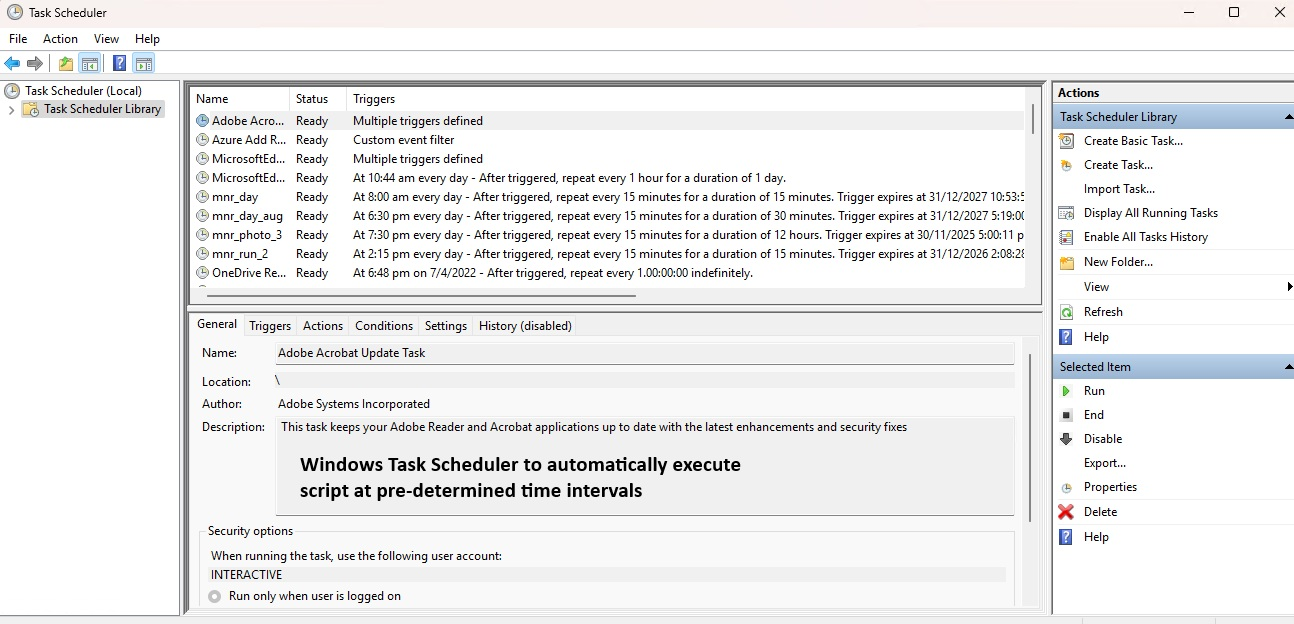 Task Scheduler
File Action View Help
Task Scheduler (Local)
Task Scheduler Library
Name Status Triggers
Adobe Acro... Ready Multiple triggers defined
Azure Add R... Ready Custom event filter
MicrosoftEd... Ready Multiple triggers defined
MicrosoftEd... Ready At 10:44 am every day - After triggered, repeat every 1 hour for a duration of 1 day.
mnr_day Ready At 8:00 am every day - After triggered, repeat every 15 minutes for a duration of 15 minutes. Trigger expires at 31/12/2027 10:53:5
mnr_day_aug Ready At 6:30 pm every day - After triggered, repeat every 15 minutes for a duration of 30 minutes. Trigger expires at 31/12/2027 5:19:00
mnr_photo_3 Ready At 7:30 pm every day - After triggered, repeat every 15 minutes for a duration of 12 hours. Trigger expires at 30/11/2025 5:00:11 p
mnr_run_2 Ready At 2:15 pm every day - After triggered, repeat every 15 minutes for a duration of 15 minutes. Trigger expires at 31/12/2026 2:08:28
OneDrive Re... Ready At 6:48 pm on 7/4/2022 - After triggered, repeat every 1.00:00:00 indefinitely.
General Triggers Actions Conditions Settings History (disabled)
Name: Adobe Acrobat Update Task
Location: \
Author: Adobe Systems Incorporated
Description: This task keeps your Adobe Reader and Acrobat applications up to date with the latest enhancements and security fixes
Windows Task Scheduler to automatically execute
script at pre-determined time intervals
Security options
When running the task, use the following user account:
INTERACTIVE
Run only when user is logged on
Actions
Task Scheduler Library
Create Basic Task...
Create Task...
Import Task...
Display All Running Tasks
Enable All Tasks History
New Folder...
View
Refresh
Help
Selected Item
Run
End
Disable
Export...
Properties
Delete
Help